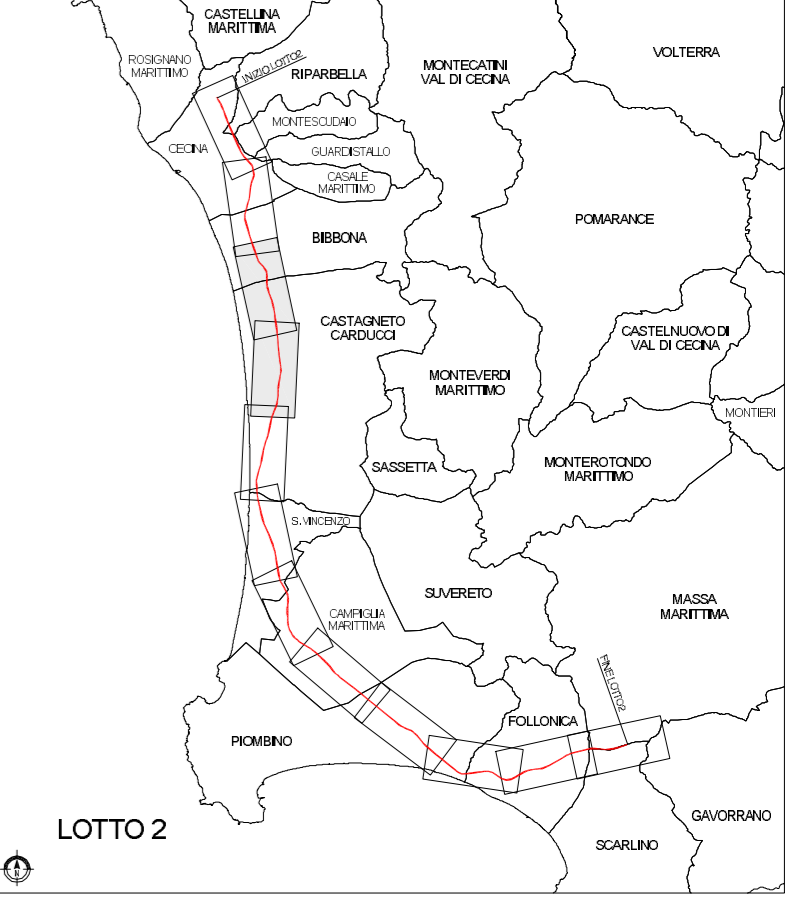 CASTELLINA
MARITTIMA
ROSIGNANO
MARITTIMO
INIZIO LOTTO2
RIPARBELLA
MONTECATINI
VAL DI CECINA
VOLTERRA
MONTESCUDAIO
CECINA
GUARDISTALLO
CASALE
MARITTIMO
POMARANCE
BIBBONA
CASTAGNETO
CARDUCCI
CASTELNUOVO DI
VAL DI CECINA
MONTEVERDI
MARITTIMO
MONTIERI
SASSETTA
MONTEROTONDO
MARITTIMO
S. VINCENZO
SUVERETO
MASSA
MARITTIMA
CAMPIGLIA
MARITTIMA
FINE LOTTO2
FOLLONICA
PIOMBINO
GAVORRANO
LOTTO 2
SCARLINO
N